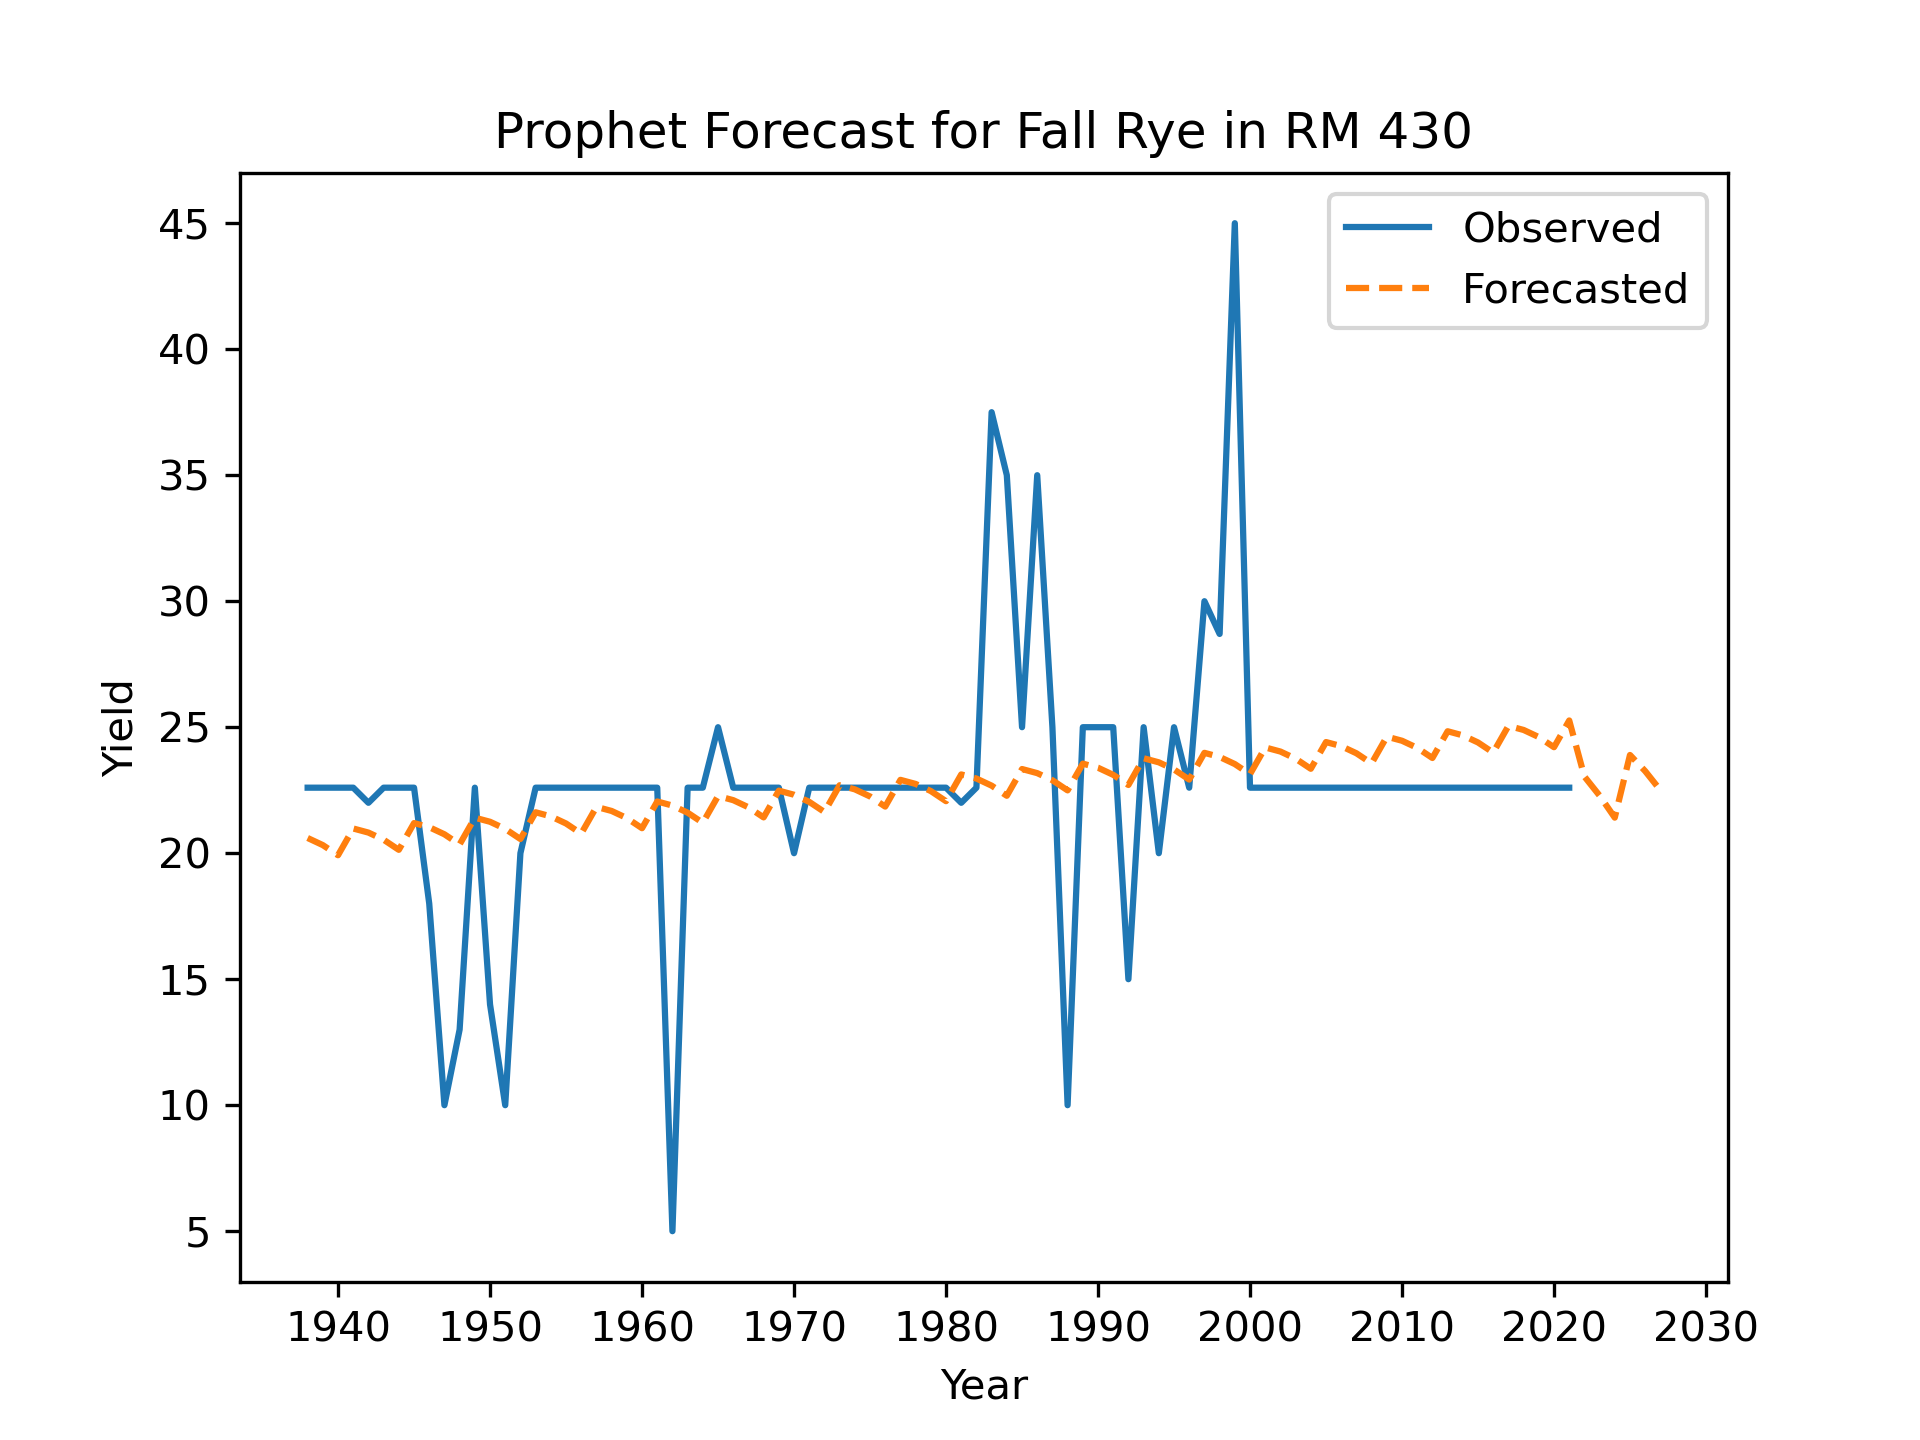 Prophet Forecast for Fall Rye in RM 430
Observed
Forecasted
45
40
35
30
25
20
15
10
5
Yield
1940 1950 1960 1970 1980 1990 2000 2010 2020 2030
Year